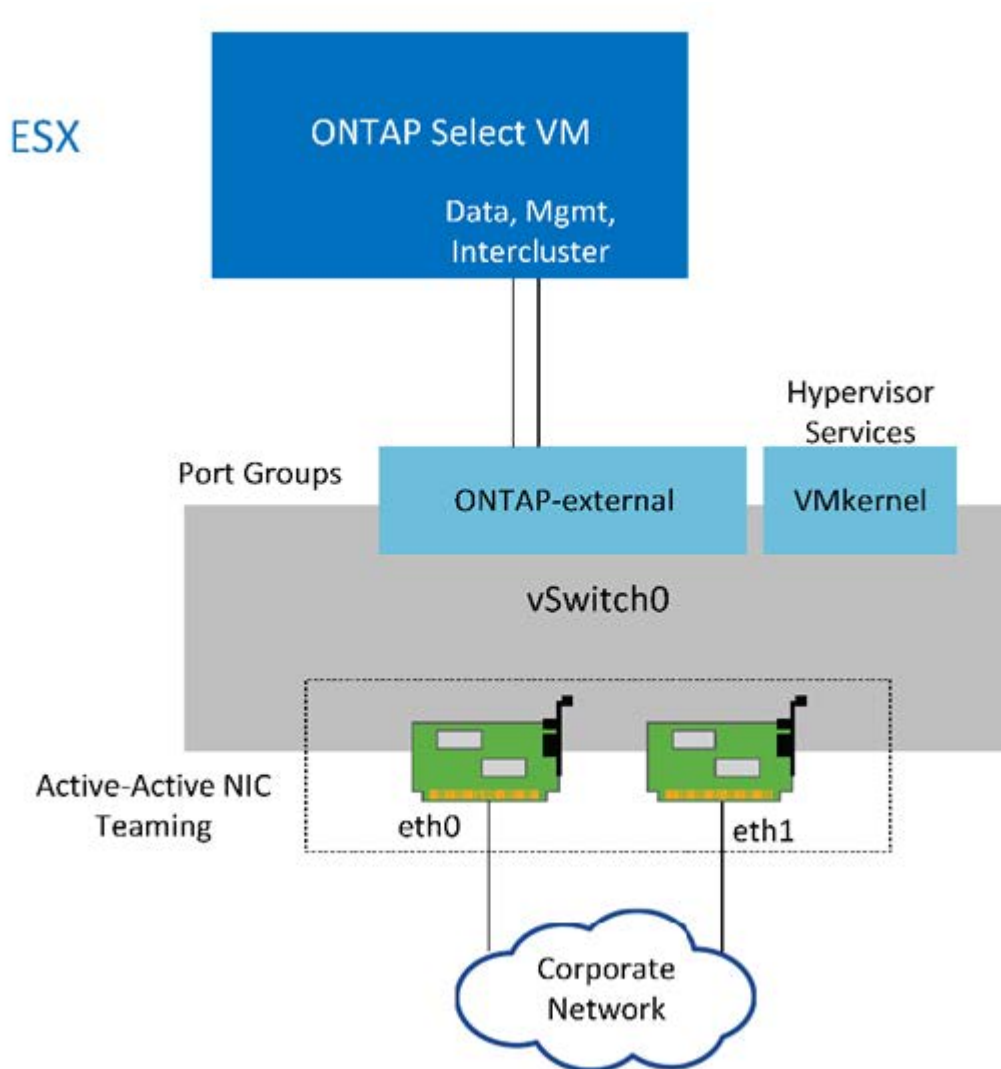 ESX
ONTAP Select VM
Data, Mgmt,
Intercluster
Hypervisor
Services
Port Groups
ONTAP-external
VMkernel
vSwitch0
Active-Active NIC
Teaming
eth0
eth1
Corporate
Network